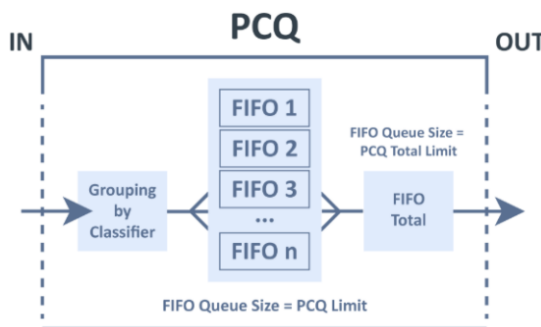 PCQ
IN
OUT
FIFO 1
FIFO 2
FIFO 3
...
FIFO n
Grouping
by
Classifier
FIFO Queue Size =
PCQ Total Limit
FIFO
Total
FIFO Queue Size = PCQ Limit